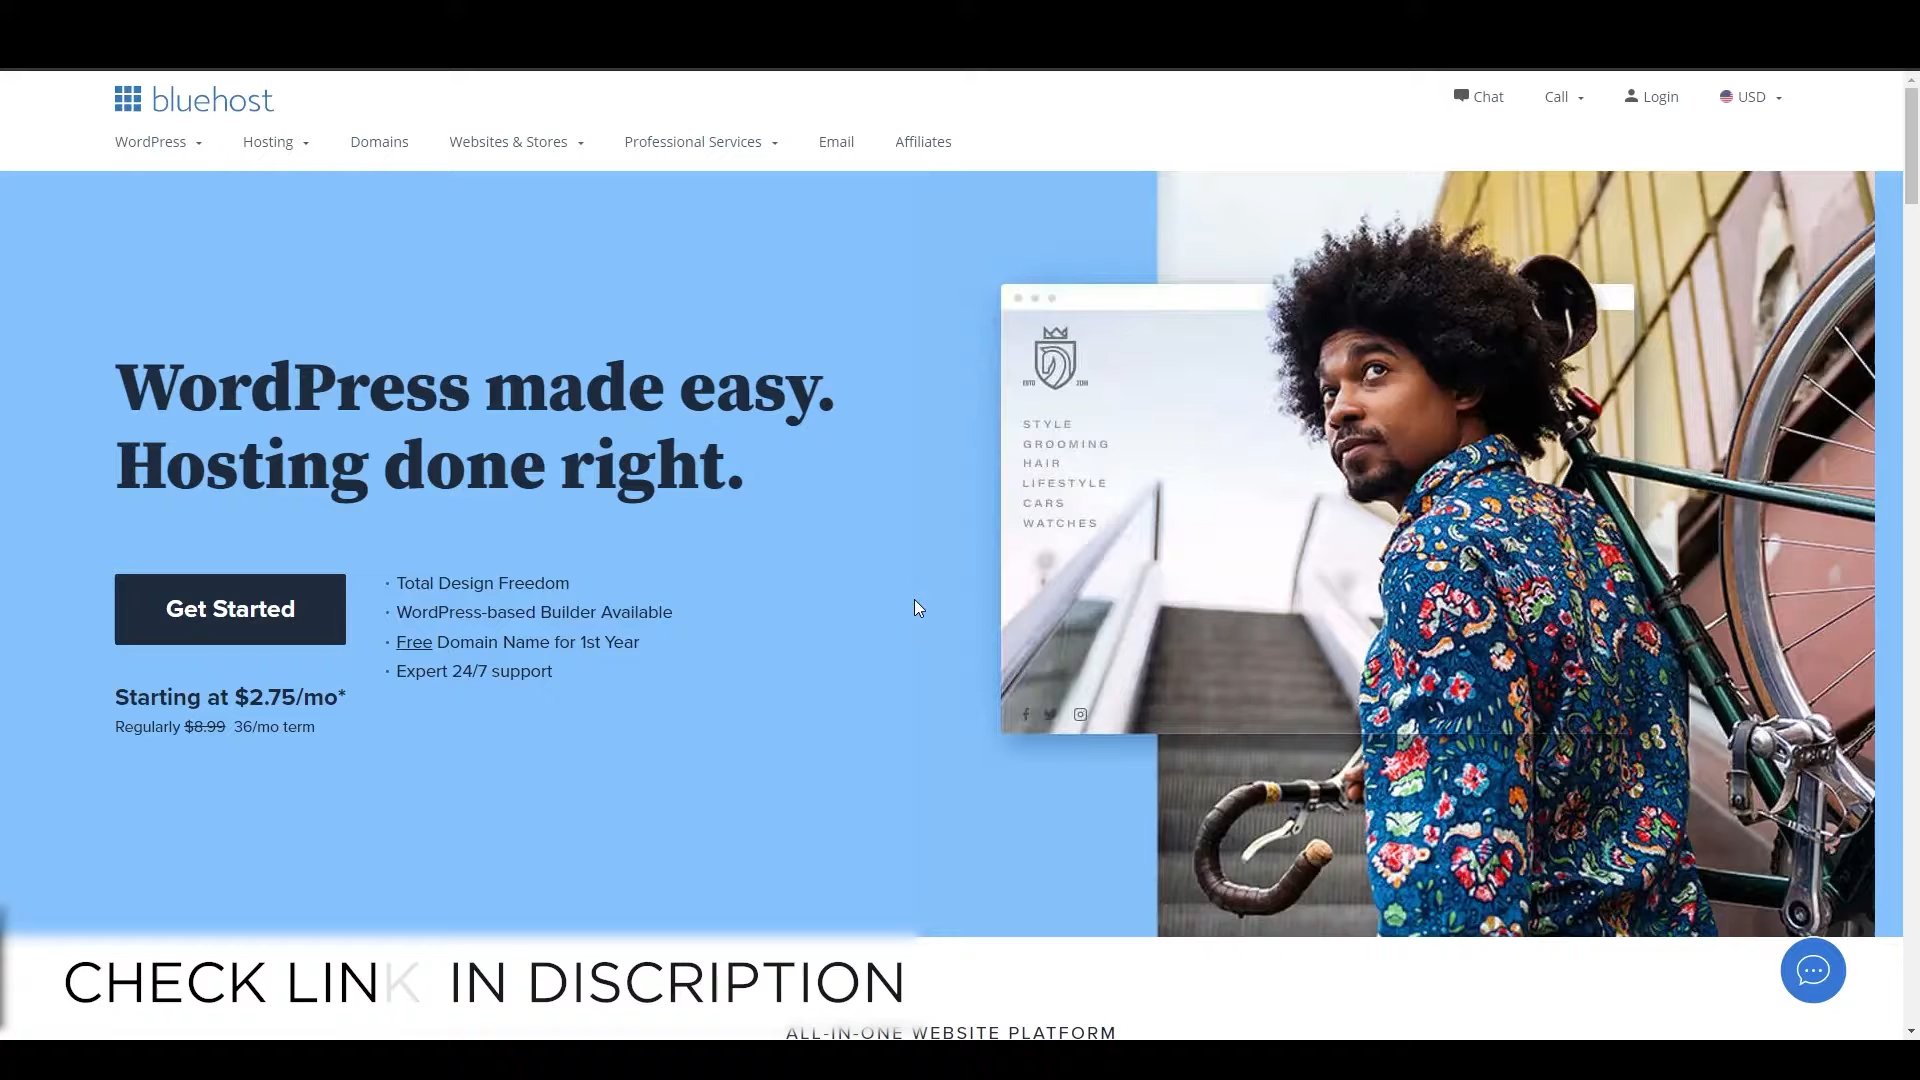 bluehost
Chat
Call
Login
USD
WordPress
Hosting
Domains
Websites & Stores
Professional Services
Email
Affiliates
ESTD 2018
STYLE
GROOMING
HAIR
LIFESTYLE
CARS
WATCHES
WordPress made easy.
Hosting done right.
Get Started
· Total Design Freedom
· WordPress-based Builder Available
· Free Domain Name for 1st Year
· Expert 24/7 support
Starting at $2.75/mo*
Regularly $8.99 36/mo term
CHECK LINK IN DISCRIPTION
ALL-IN-ONE WEBSITE PLATFORM